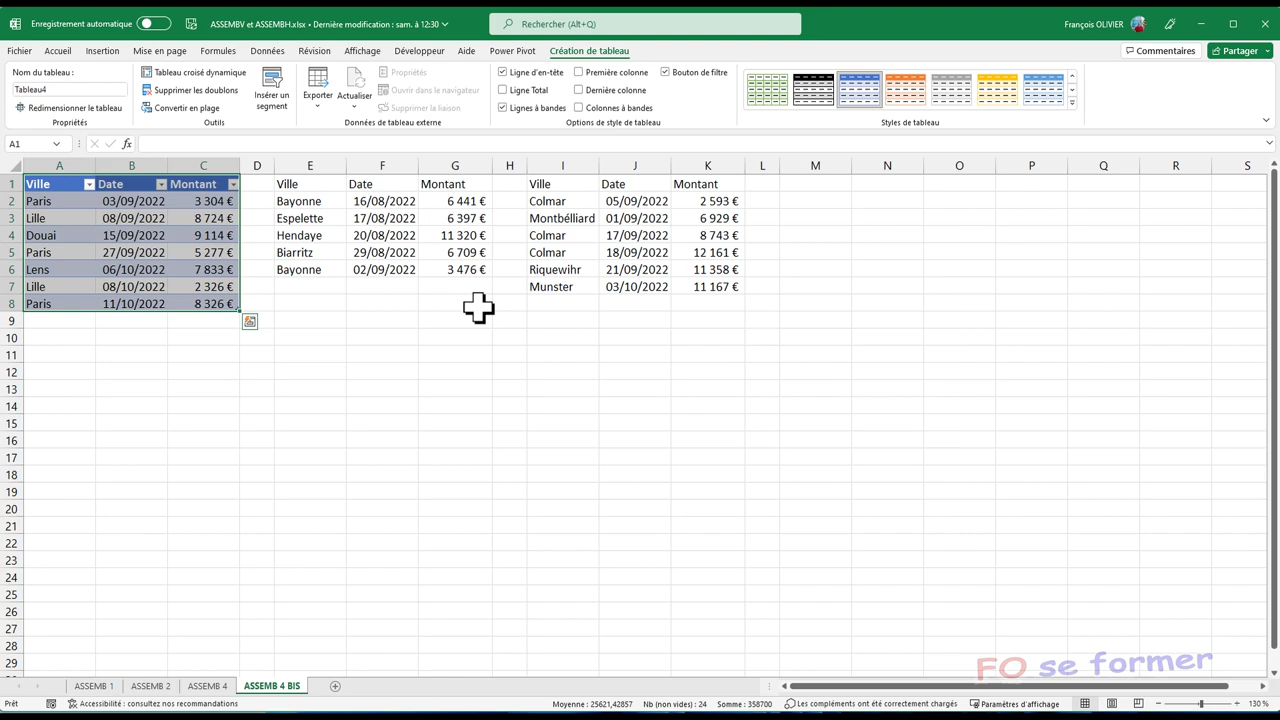 Enregistrement automatique
ASSEMBV et ASSEMBH.xlsx • Dernière modification : sam. à 12:30
Rechercher (Alt+Q)
François OLIVIER
Fichier Accueil Insertion Mise en page Formules Données Révision Affichage Développeur Aide Power Pivot Création de tableau
Commentaires Partager
Nom du tableau :
Tableau:
Redimensionner le tableau
Propriétés
Tableau croisé dynamique
Supprimer les doublons
Convertir en plage
Outils
Insérer un segment
Exporter
Actualiser
Propriétés
Ouvrir dans le navigateur
Supprimer la liaison
Données de tableau externe
Ligne d'en-tête Première colonne Bouton de filtre
Ligne Total Dernière colonne
Lignes à bandes Colonnes à bandes
Options de style de tableau
Styles de tableau
A1 fx
A B C D E F G H I J K L M N O P Q R S
1 Ville Date Montant Ville Date Montant Ville Date Montant
2 Paris 03/09/2022 3 304 € Bayonne 16/08/2022 6 441 € Colmar 05/09/2022 2 593 €
3 Lille 08/09/2022 8 724 € Espelette 17/08/2022 6 397 € Montbélliard 01/09/2022 6 929 €
4 Douai 15/09/2022 9 114 € Hendaye 20/08/2022 11 320 € Colmar 17/09/2022 8 743 €
5 Paris 27/09/2022 5 277 € Biarritz 29/08/2022 6 709 € Colmar 18/09/2022 12 161 €
6 Lens 06/10/2022 7 833 € Bayonne 02/09/2022 3 476 € Riquewihr 21/09/2022 11 358 €
7 Lille 08/10/2022 2 326 € Munster 03/10/2022 11 167 €
8 Paris 11/10/2022 8 326 €
9
10
11
12
13
14
15
16
17
18
19
20
21
22
23
24
25
26
27
28
29
FO se former
ASSEMB 1 ASSEMB 2 ASSEMB 4 ASSEMB 4 BIS
Prêt Accessibilité : consultez nos recommandations Moyenne : 25621,42857 Nb (non vides) : 24 Somme : 358700 Les compléments ont été correctement chargés Paramètres d'affichage 130 %